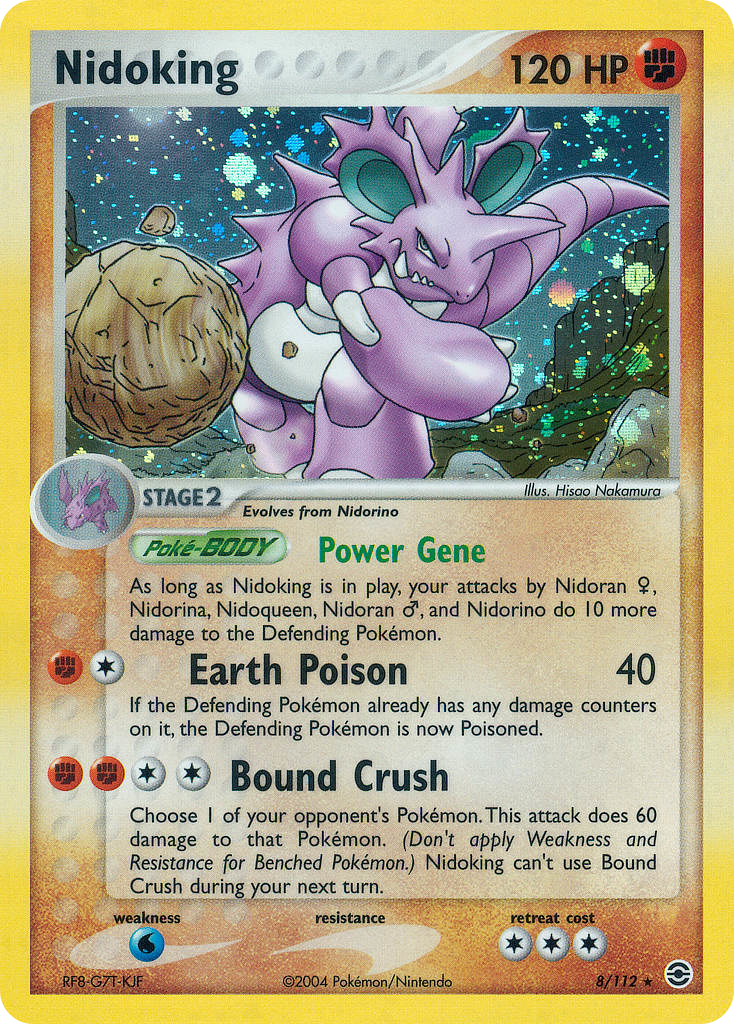 Nidoking 120 HP
Illus. Hisao Nakamura
STAGE 2
Evolves from Nidorino
Poké-BODY Power Gene
As long as Nidoking is in play, your attacks by Nidoran ♀,
Nidorina, Nidoqueen, Nidoran ♂, and Nidorino do 10 more
damage to the Defending Pokémon.
Earth Poison 40
If the Defending Pokémon already has any damage counters
on it, the Defending Pokémon is now Poisoned.
Bound Crush
Choose 1 of your opponent's Pokémon. This attack does 60
damage to that Pokémon. (Don't apply Weakness and
Resistance for Benched Pokémon.) Nidoking can't use Bound
Crush during your next turn.
weakness resistance retreat cost
RF8-G7T-KJF ©2004 Pokémon/Nintendo 8/112 ★